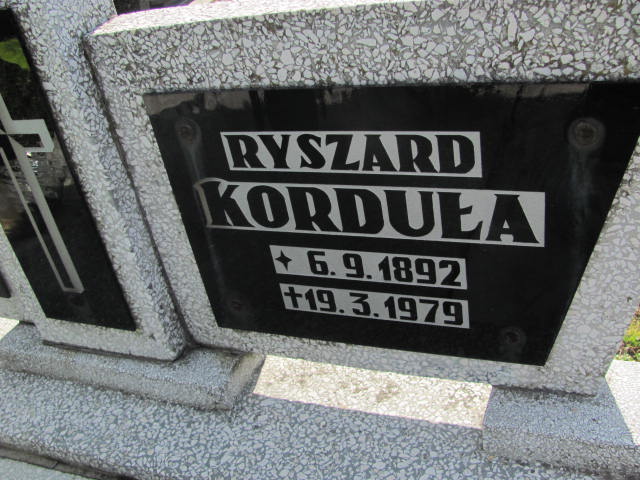 RYSZARD
KORDUŁA
✦ 6.9.1892
✝19.3.1979